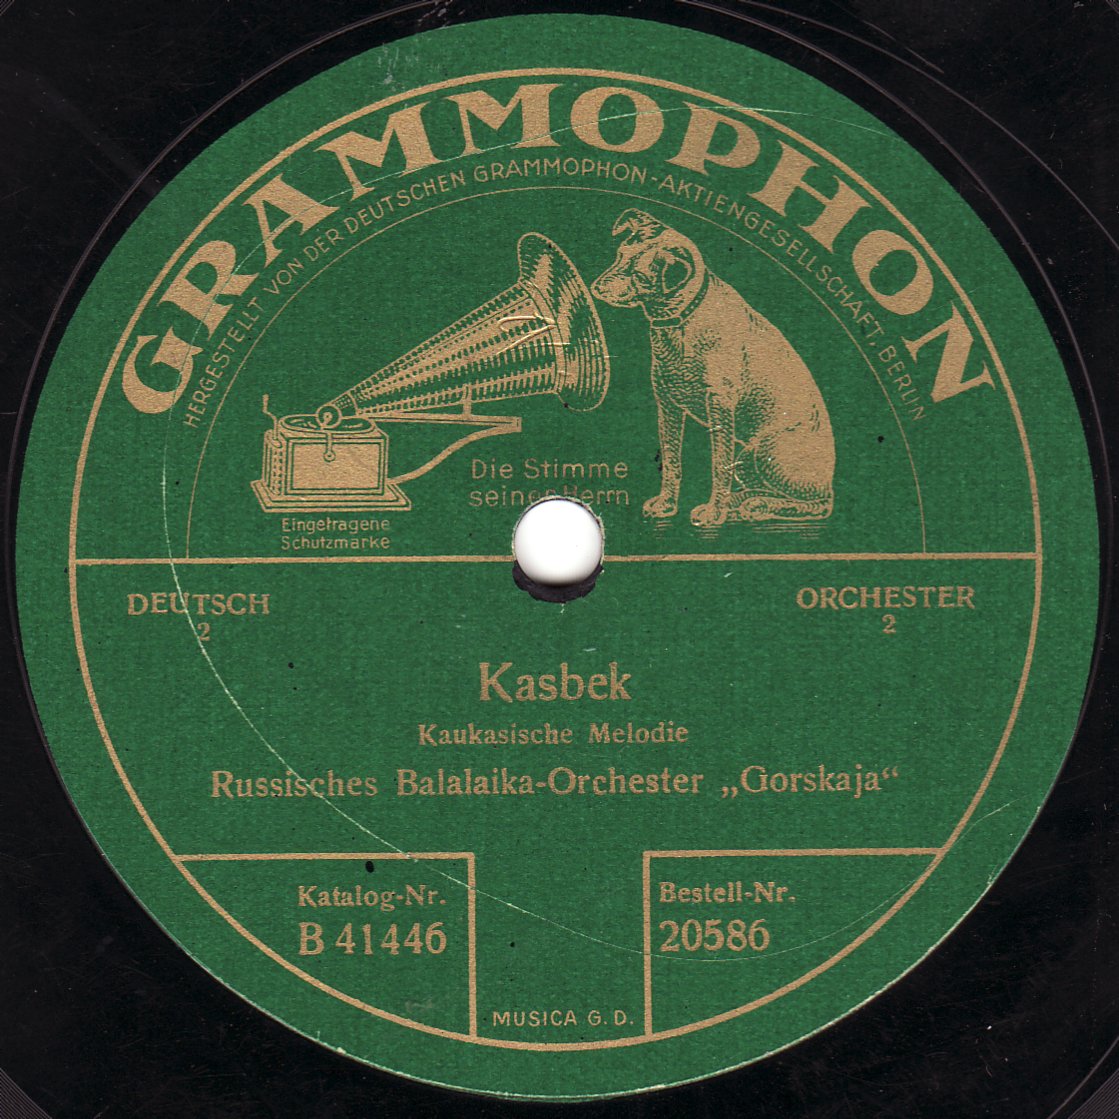 GRAMMOPHON
HERGESTELLT VON DER DEUTSCHEN GRAMMOPHON-AKTIENGESELLSCHAFT, BERLIN
Die Stimme
seines Herrn
Eingetragene
Schutzmarke
DEUTSCH
2
ORCHESTER
2
Kasbek
Kaukasische Melodie
Russisches Balalaika-Orchester „Gorskaja“
Katalog-Nr.
B 41446
Bestell-Nr.
20586
MUSICA G. D.